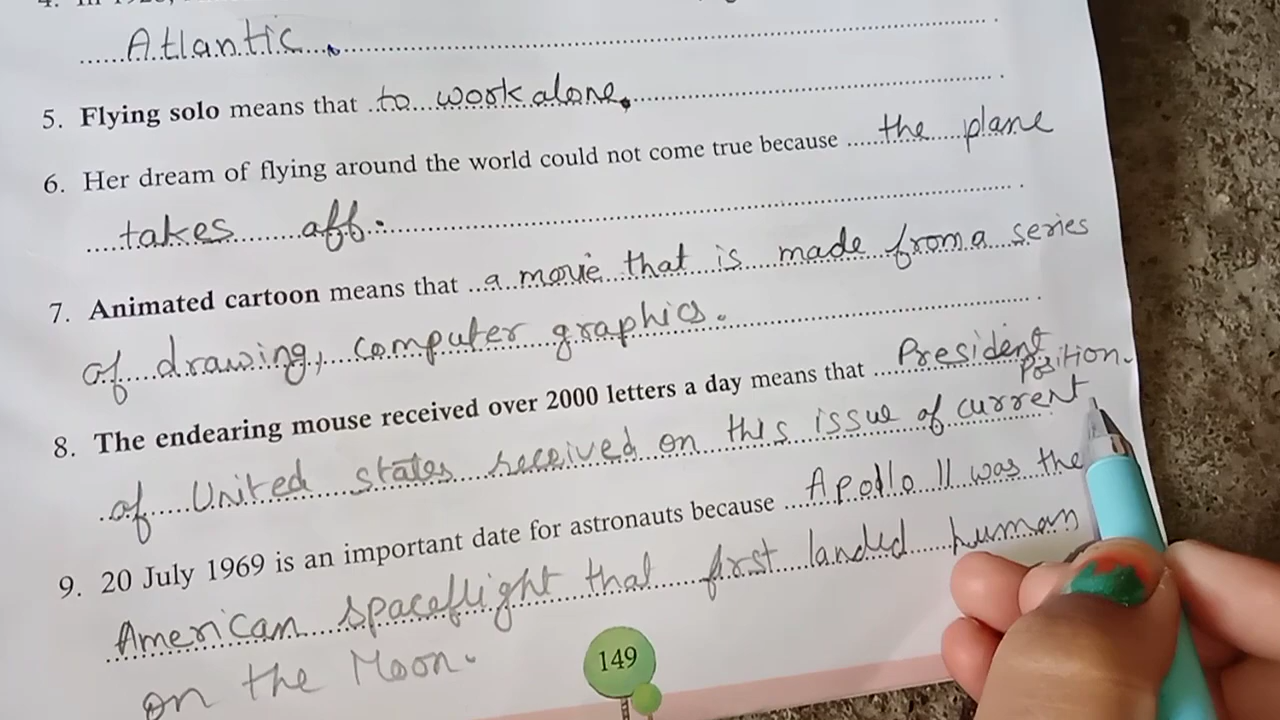 Atlantic.
5. Flying solo means that to work alone.
6. Her dream of flying around the world could not come true because the plane
takes off.
7. Animated cartoon means that a movie that is made from a series
of drawing, computer graphics.
8. The endearing mouse received over 2000 letters a day means that President
of United states received on this issue of current position.
9. 20 July 1969 is an important date for astronauts because Apollo 11 was the
American spaceflight that first landed human
on the Moon.
149